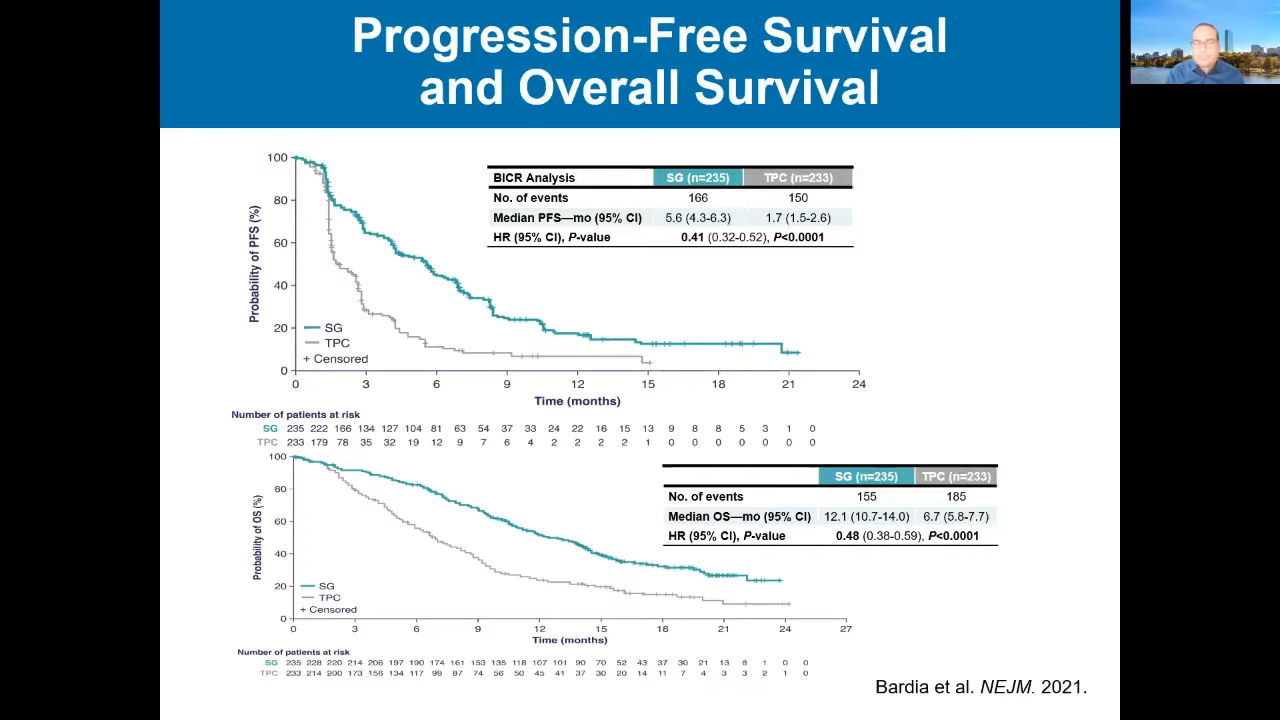 Progression-Free Survival
and Overall Survival
BICR Analysis SG (n=235) TPC (n=233)
No. of events 166 150
Median PFS—mo (95% CI) 5.6 (4.3-6.3) 1.7 (1.5-2.6)
HR (95% CI), P-value 0.41 (0.32-0.52), P<0.0001
Probability of PFS (%)
100
80
60
40
20
0
SG
TPC
+ Censored
0 3 6 9 12 15 18 21 24
Time (months)
Number of patients at risk
SG 235 222 166 134 127 104 81 63 54 37 33 24 22 16 15 13 9 8 8 5 3 1 0
TPC 233 179 78 35 32 19 12 9 7 6 4 2 2 2 2 1 0 0 0 0 0 0 0
SG (n=235) TPC (n=233)
No. of events 155 185
Median OS—mo (95% CI) 12.1 (10.7-14.0) 6.7 (5.8-7.7)
HR (95% CI), P-value 0.48 (0.38-0.59), P<0.0001
Probability of OS (%)
100
80
60
40
20
0
SG
TPC
+ Censored
0 3 6 9 12 15 18 21 24 27
Time (months)
Number of patients at risk
SG 235 228 220 214 206 197 190 174 161 153 135 118 107 101 90 70 52 43 37 30 21 13 8 1 0 0
TPC 233 214 200 173 156 134 117 99 87 74 56 50 45 41 37 30 20 14 11 7 4 3 3 2 1 0
Bardia et al. NEJM. 2021.